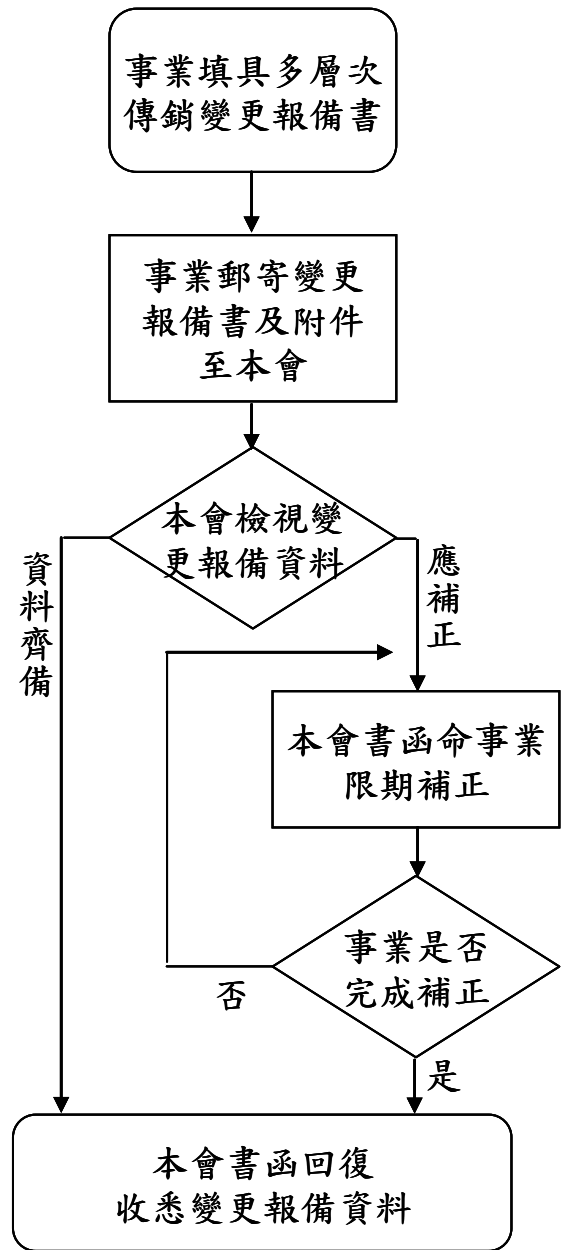 事業填具多層次
傳銷變更報備書
事業郵寄變更
報備書及附件
至本會
本會檢視變
更報備資料
資料齊備
應補正
本會書函命事業
限期補正
事業是否
完成補正
否
是
本會書函回復
收悉變更報備資料